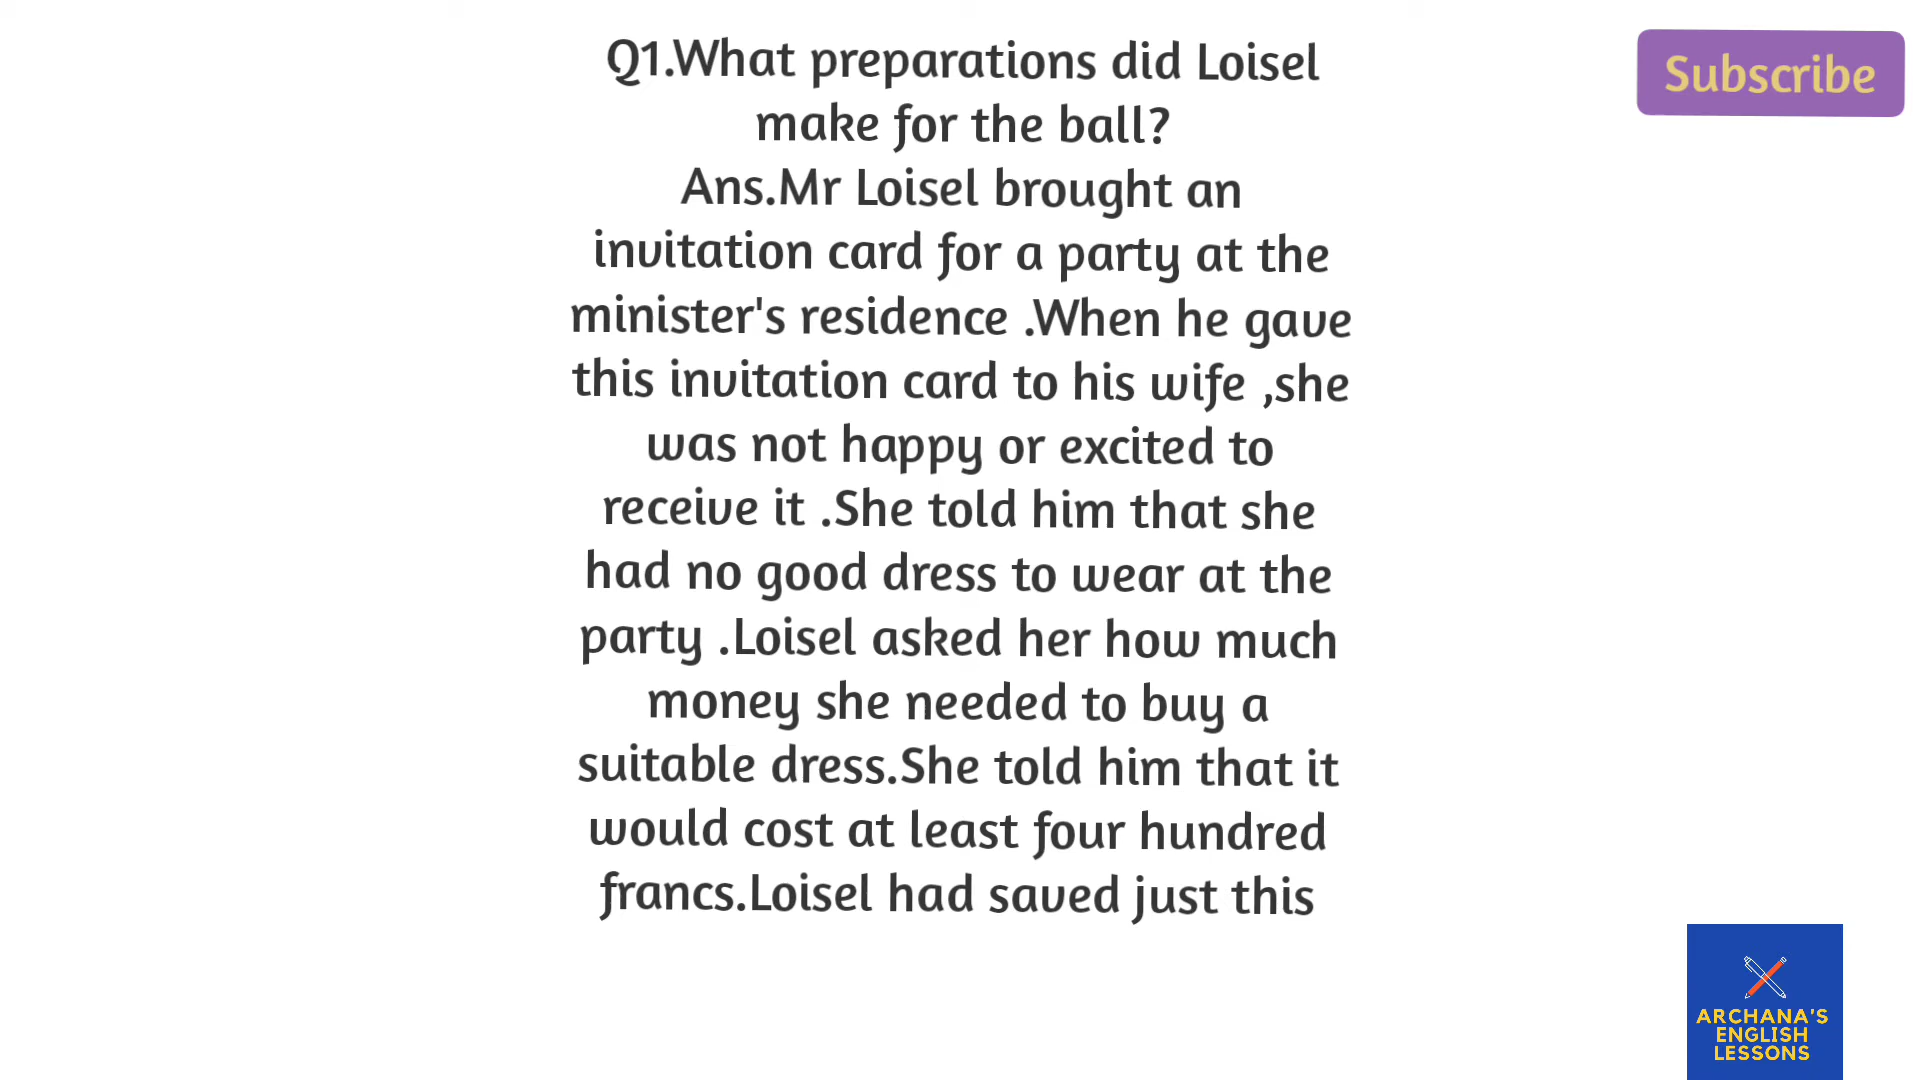 Q1.What preparations did Loisel
make for the ball?
Ans.Mr Loisel brought an
invitation card for a party at the
minister's residence .When he gave
this invitation card to his wife ,she
was not happy or excited to
receive it .She told him that she
had no good dress to wear at the
party .Loisel asked her how much
money she needed to buy a
suitable dress.She told him that it
would cost at least four hundred
francs.Loisel had saved just this
Subscribe
ARCHANA'S
ENGLISH
LESSONS